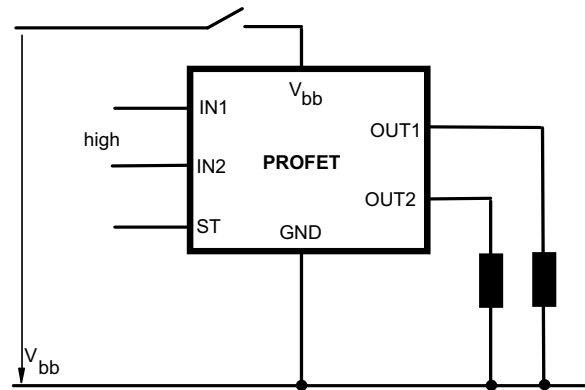 V bb
IN1
OUT1
high
IN2
PROFET
OUT2
ST
GND
V bb